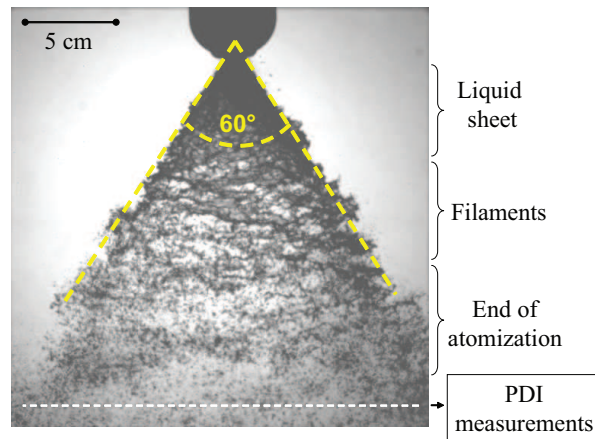 5 cm
60°
Liquid
sheet
Filaments
End of
atomization
PDI
measurements